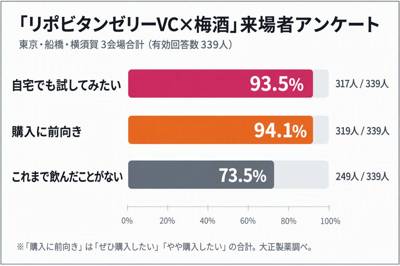 「リポビタンゼリーVC×梅酒」来場者アンケート
東京・船橋・横須賀 3会場合計 （有効回答数 339人）
自宅でも試してみたい 93.5% 317人 / 339人
購入に前向き 94.1% 319人 / 339人
これまで飲んだことがない 73.5% 249人 / 339人
0% 20% 40% 60% 80% 100%
※「購入に前向き」は「ぜひ購入したい」「やや購入したい」の合計。大正製薬調べ。